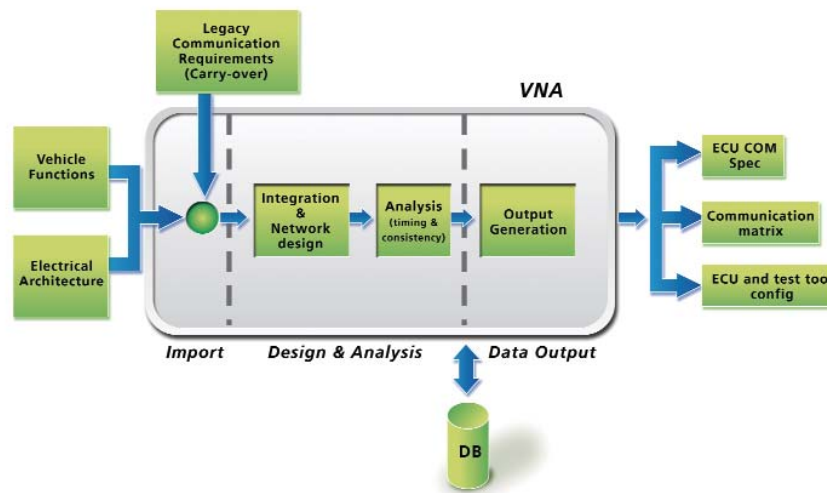 Legacy
Communication
Requirements
(Carry-over)
VNA
Vehicle
Functions
Electrical
Architecture
Integration
&
Network
design
Analysis
(timing &
consistency)
Output
Generation
ECU COM
Spec
Communication
matrix
ECU and test too
config
Import
Design & Analysis
Data Output
DB